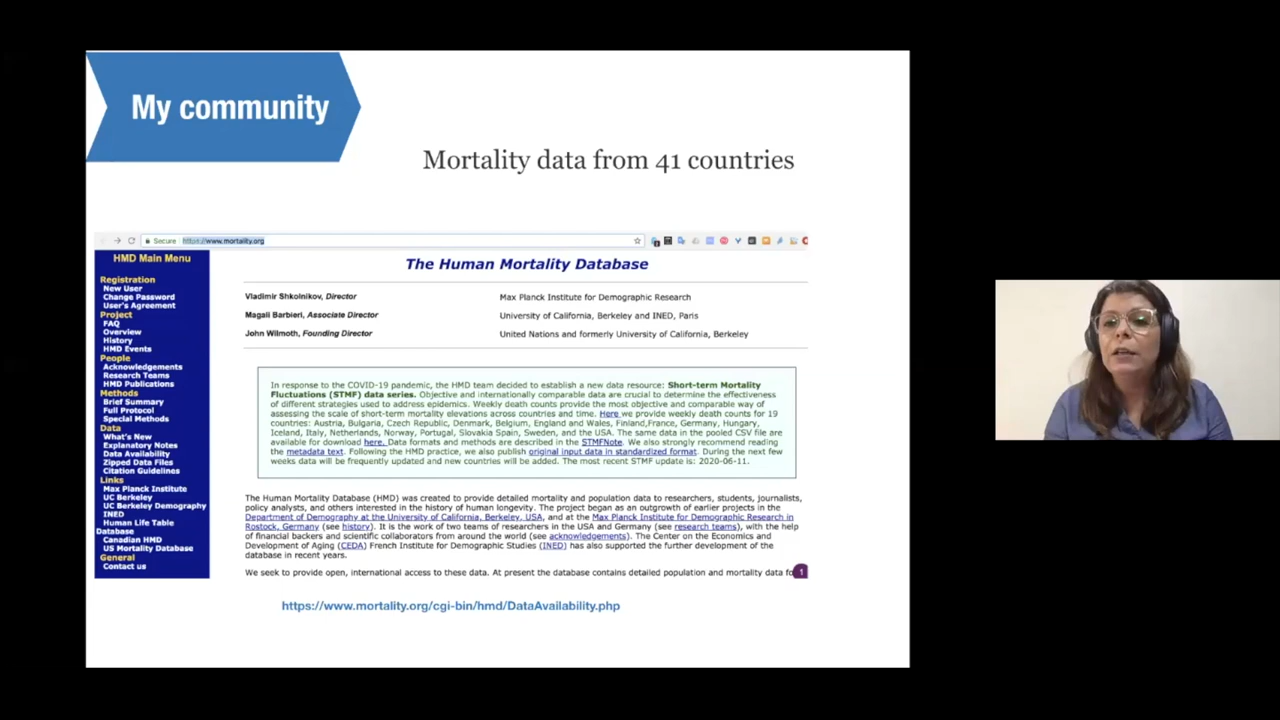 My community
Mortality data from 41 countries
Secure https://www.mortality.org
HMD Main Menu
Registration
New User
Change Password
User's Agreement
Project
FAQ
Overview
History
HMD Events
People
Acknowledgements
Research Teams
HMD Publications
Methods
Brief Summary
Full Protocol
Special Methods
Data
What's New
Explanatory Notes
Data Availability
Zipped Data Files
Citation Guidelines
Links
Max Planck Institute
UC Berkeley
UC Berkeley Demography
INED
Human Life Table
Database
Canadian HMD
US Mortality Database
General
Contact us
The Human Mortality Database
Vladimir Shkolnikov, Director Max Planck Institute for Demographic Research
Magali Barbieri, Associate Director University of California, Berkeley and INED, Paris
John Wilmoth, Founding Director United Nations and formerly University of California, Berkeley
In response to the COVID-19 pandemic, the HMD team decided to establish a new data resource: Short-term Mortality
Fluctuations (STMF) data series. Objective and internationally comparable data are crucial to determine the effectiveness
of different strategies used to address epidemics. Weekly death counts provide the most objective and comparable way of
assessing the scale of short-term mortality elevations across countries and time. Here we provide weekly death counts for 19
countries: Austria, Bulgaria, Czech Republic, Denmark, Belgium, England and Wales, Finland,France, Germany, Hungary,
Iceland, Italy, Netherlands, Norway, Portugal, Slovakia Spain, Sweden, and the USA. The same data in the pooled CSV file are
available for download here. Data formats and methods are described in the STMFNote. We also strongly recommend reading
the metadata text. Following the HMD practice, we also publish original input data in standardized format. During the next few
weeks data will be frequently updated and new countries will be added. The most recent STMF update is: 2020-06-11.
The Human Mortality Database (HMD) was created to provide detailed mortality and population data to researchers, students, journalists,
policy analysts, and others interested in the history of human longevity. The project began as an outgrowth of earlier projects in the
Department of Demography at the University of California, Berkeley, USA, and at the Max Planck Institute for Demographic Research in
Rostock, Germany (see history). It is the work of two teams of researchers in the USA and Germany (see research teams), with the help
of financial backers and scientific collaborators from around the world (see acknowledgements). The Center on the Economics and
Development of Aging (CEDA) French Institute for Demographic Studies (INED) has also supported the further development of the
database in recent years.
We seek to provide open, international access to these data. At present the database contains detailed population and mortality data fo
1
https://www.mortality.org/cgi-bin/hmd/DataAvailability.php